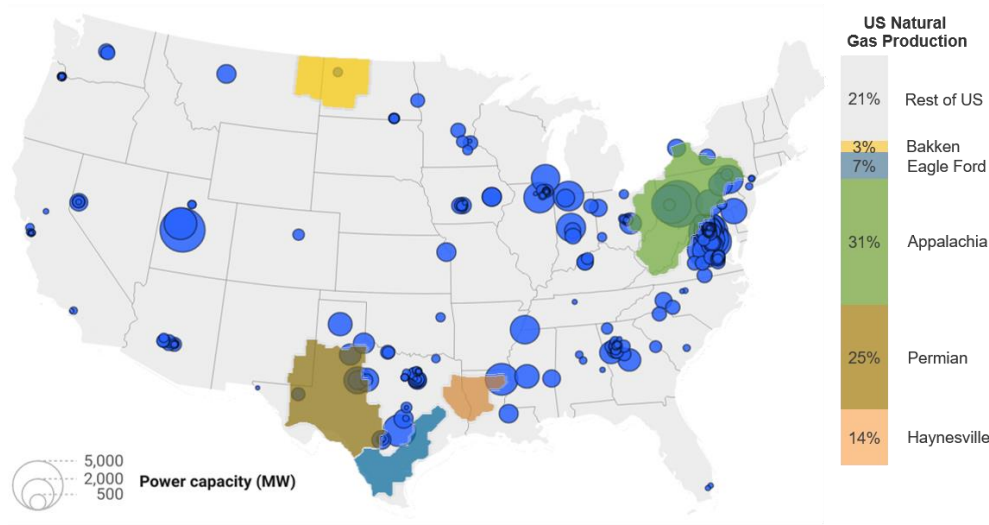 US Natural
Gas Production
21% Rest of US
3% Bakken
7% Eagle Ford
31% Appalachia
25% Permian
14% Haynesville
5,000
2,000
500
Power capacity (MW)